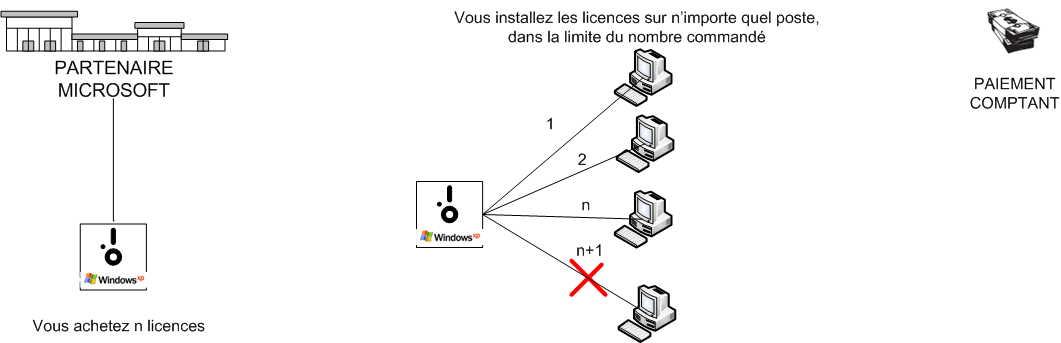 PARTENAIRE
MICROSOFT
Windows xp
Vous achetez n licences
Vous installez les licences sur n’importe quel poste,
dans la limite du nombre commandé
1
2
n
n+1
Windows xp
PAIEMENT
COMPTANT